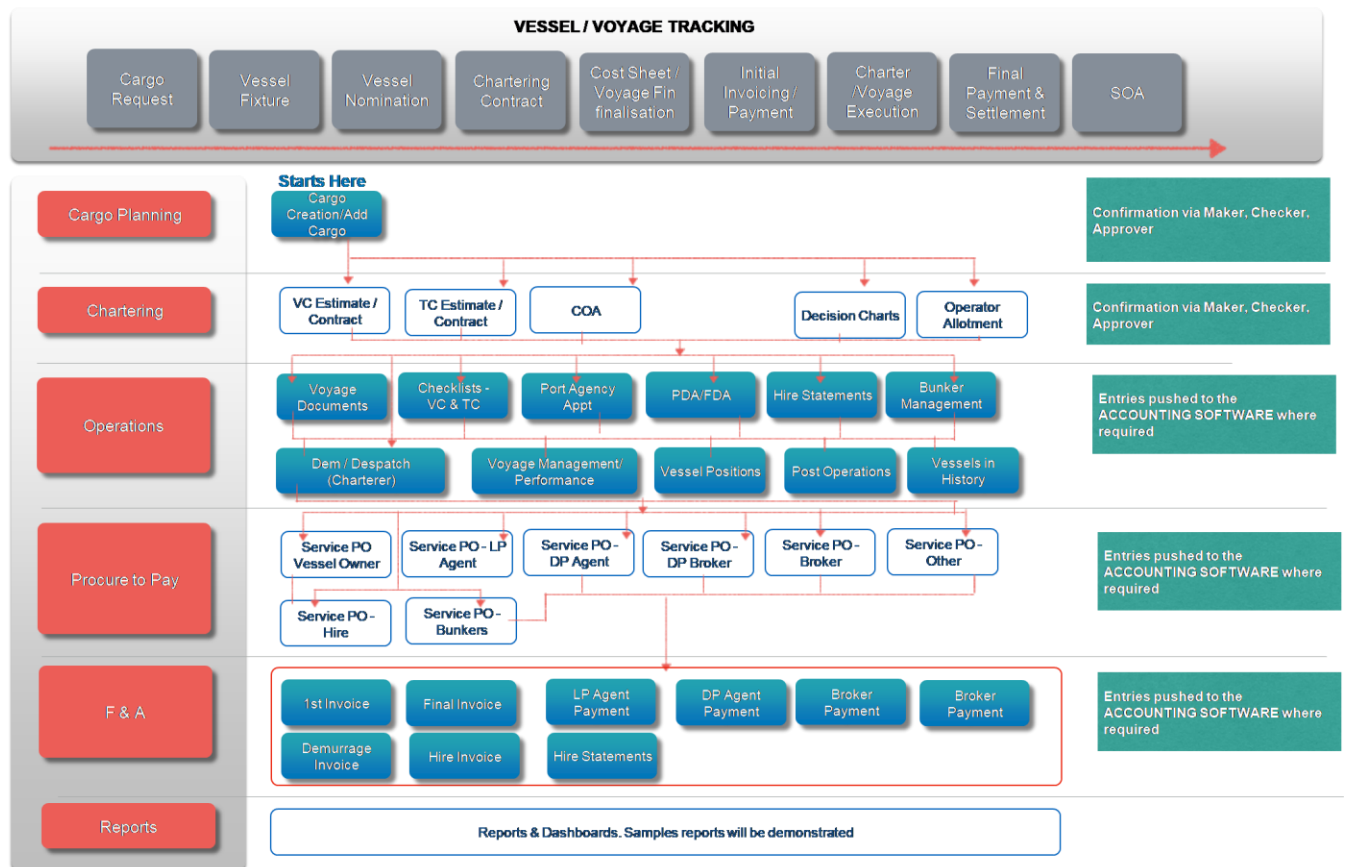 VESSEL / VOYAGE TRACKING
Cargo
Request
Vessel
Fixture
Vessel
Nomination
Chartering
Contract
Cost Sheet /
Voyage Fin
finalisation
Initial
Invoicing /
Payment
Charter
/Voyage
Execution
Final
Payment &
Settlement
SOA
Cargo Planning
Starts Here
Cargo
Creation/Add
Cargo
Confirmation via Maker. Checker.
Approver
Chartering
VC Estimate /
Contract
TC Estimate /
Contract
COA
Decision Charts
Operator
Allotment
Confirmation via Maker. Checker.
Approver
Operations
Voyage
Documents
Checklists -
VC & TC
Port Agency
Appt
PDA/FDA
Hire Statements
Bunker
Management
Dem / Despatch
(Charterer)
Voyage Management/
Performance
Vessel Positions
Post Operations
Vessels in
History
Entries pushed to the
ACCOUNTING SOFTWARE where
required
Procure to Pay
Service PO
Vessel Owner
Service PO - LP
Agent
Service PO -
DP Agent
Service PO -
DP Broker
Service PO -
Broker
Service PO -
Other
Service PO -
Hire
Service PO -
Bunkers
Entries pushed to the
ACCOUNTING SOFTWARE where
required
F & A
1st Invoice
Final Invoice
LP Agent
Payment
DP Agent
Payment
Broker
Payment
Broker
Payment
Demurrage
Invoice
Hire Invoice
Hire Statements
Entries pushed to the
ACCOUNTING SOFTWARE where
required
Reports
Reports & Dashboards. Samples reports will be demonstrated